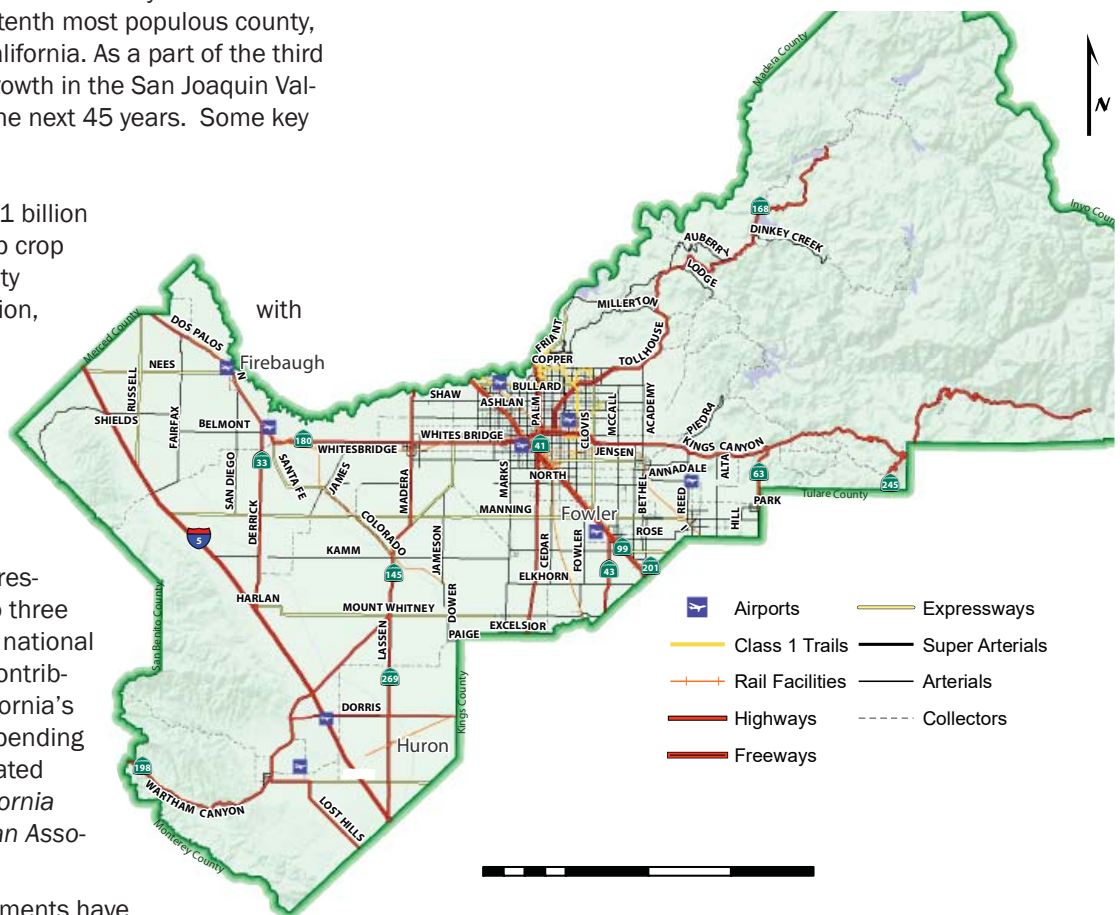 tenth most populous county,
alifornia. As a part of the third
rowth in the San Joaquin Val-
he next 45 years. Some key
1 billion
o crop
ty
ion,
with
res-
o three
national
ontrib-
ornia's
pending
ated
ornia
an Asso-
ments have
N
Madera County
Inyo Coun
168
AUBERRY
DINKEY CREEK
LODGE
MILLERTON
FRIANT
TOLLHOUSE
COPPER
Merced County
DOS PALOS
Firebaugh
NEES
N
RUSSELL
SHIELDS
FAIRFAX
BELMONT
180
WHITESBRIDGE
33
SAN DIEGO
SANTA FE
JAMES
DERRICK
SHAW
ASHLAN
BULLARD
PALM
CLOVIS
MCCALL
ACADEMY
WHITES BRIDGE
41
JENSEN
PIEDRA
KINGS CANYON
NORTH
ANNADALE
ALTA
63
245
Tulare County
PARK
MADERA
MARKS
MANNING
Fowler
BETHEL
REED
HILL
COLORADO
KAMM
JAMESON
CEDAR
FOWLER
ROSE
99
201
43
ELKHORN
5
145
HARLAN
MOUNT WHITNEY
DOWER
EXCELSIOR
PAIGE
San Benito County
LASSEN
269
Kings County
DORRIS
Huron
198
WARTHAM CANYON
LOST HILLS
Monterey County
Airports
Class 1 Trails
Rail Facilities
Highways
Freeways
Expressways
Super Arterials
Arterials
Collectors